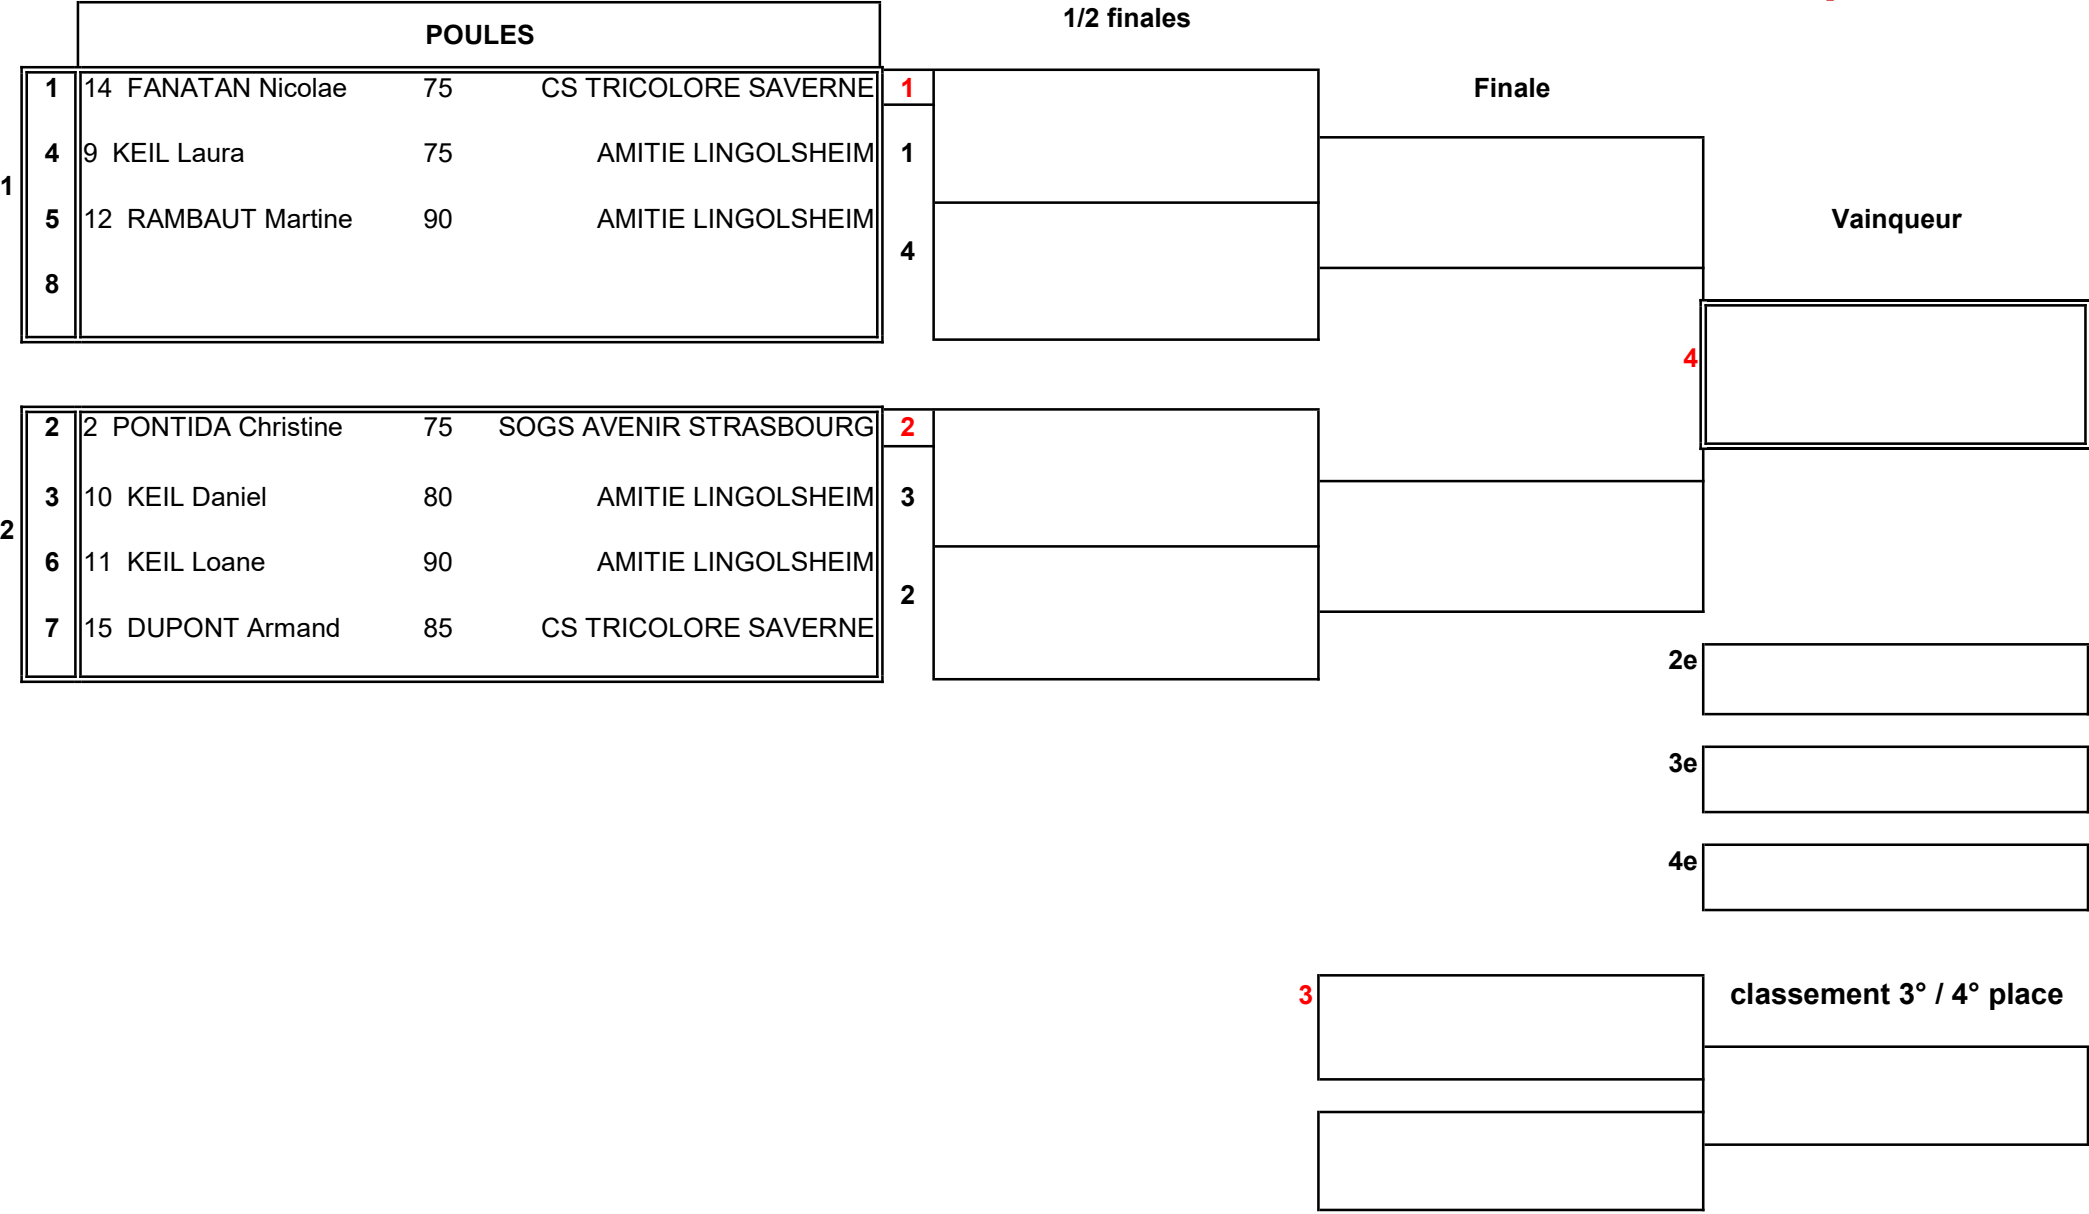 1/2 finales
POULES
1 14 FANATAN Nicolae 75 CS TRICOLORE SAVERNE 1 Finale
4 9 KEIL Laura 75 AMITIE LINGOLSHEIM 1
1
5 12 RAMBAUT Martine 90 AMITIE LINGOLSHEIM Vainqueur
4
8
4
2 2 PONTIDA Christine 75 SOGS AVENIR STRASBOURG 2
3 10 KEIL Daniel 80 AMITIE LINGOLSHEIM 3
2
6 11 KEIL Loane 90 AMITIE LINGOLSHEIM
2
7 15 DUPONT Armand 85 CS TRICOLORE SAVERNE
2e
3e
4e
3 classement 3° / 4° place